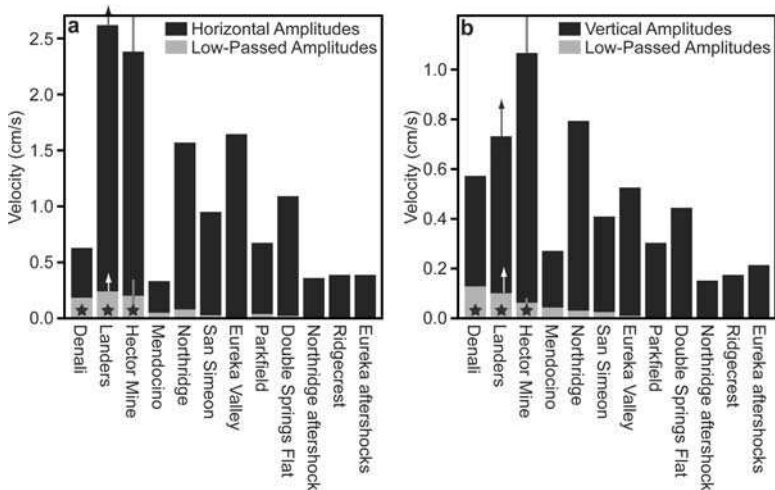 a
Horizontal Amplitudes
Low-Passed Amplitudes
Velocity (cm/s)
2.5
2.0
1.5
1.0
0.5
0.0
Denali
Landers
Hector Mine
Mendocino
Northridge
San Simeon
Eureka Valley
Parkfield
Double Springs Flat
Northridge aftershock
Ridgecrest
Eureka aftershocks
b
Vertical Amplitudes
Low-Passed Amplitudes
Velocity (cm/s)
1.0
0.8
0.6
0.4
0.2
0.0
Denali
Landers
Hector Mine
Mendocino
Northridge
San Simeon
Eureka Valley
Parkfield
Double Springs Flat
Northridge aftershock
Ridgecrest
Eureka aftershocks